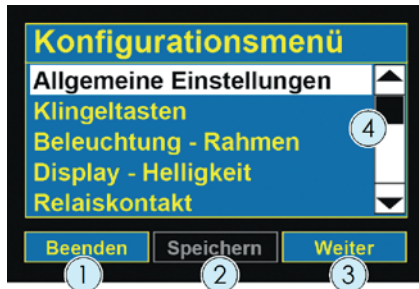 Konfigurationsmenü
Allgemeine Einstellungen
Klingeltasten
Beleuchtung - Rahmen
Display - Helligkeit
Relaiskontakt
4
Beenden
Speichern
Weiter
1
2
3